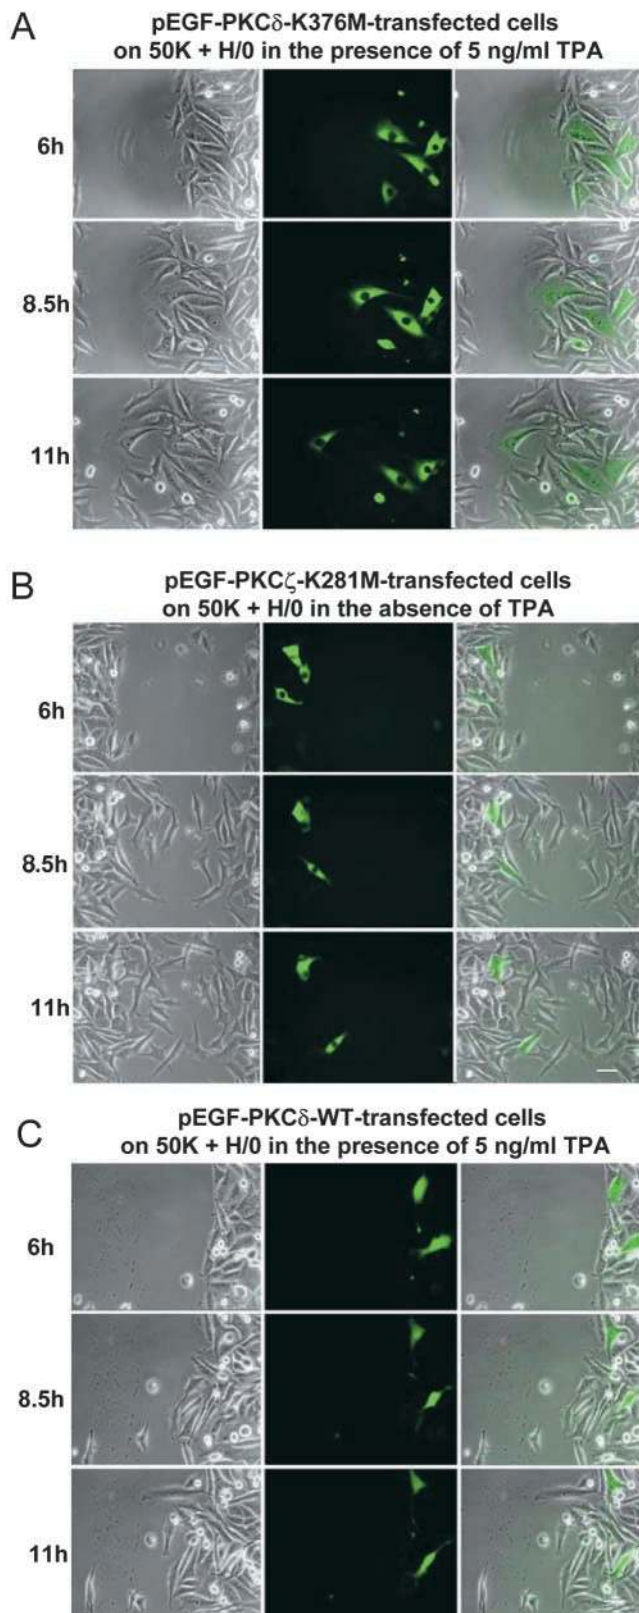 A
pEGF-PKCδ-K376M-transfected cells
on 50K + H/0 in the presence of 5 ng/ml TPA
6h
8.5h
11h
B
pEGF-PKCζ-K281M-transfected cells
on 50K + H/0 in the absence of TPA
6h
8.5h
11h
C
pEGF-PKCδ-WT-transfected cells
on 50K + H/0 in the presence of 5 ng/ml TPA
6h
8.5h
11h